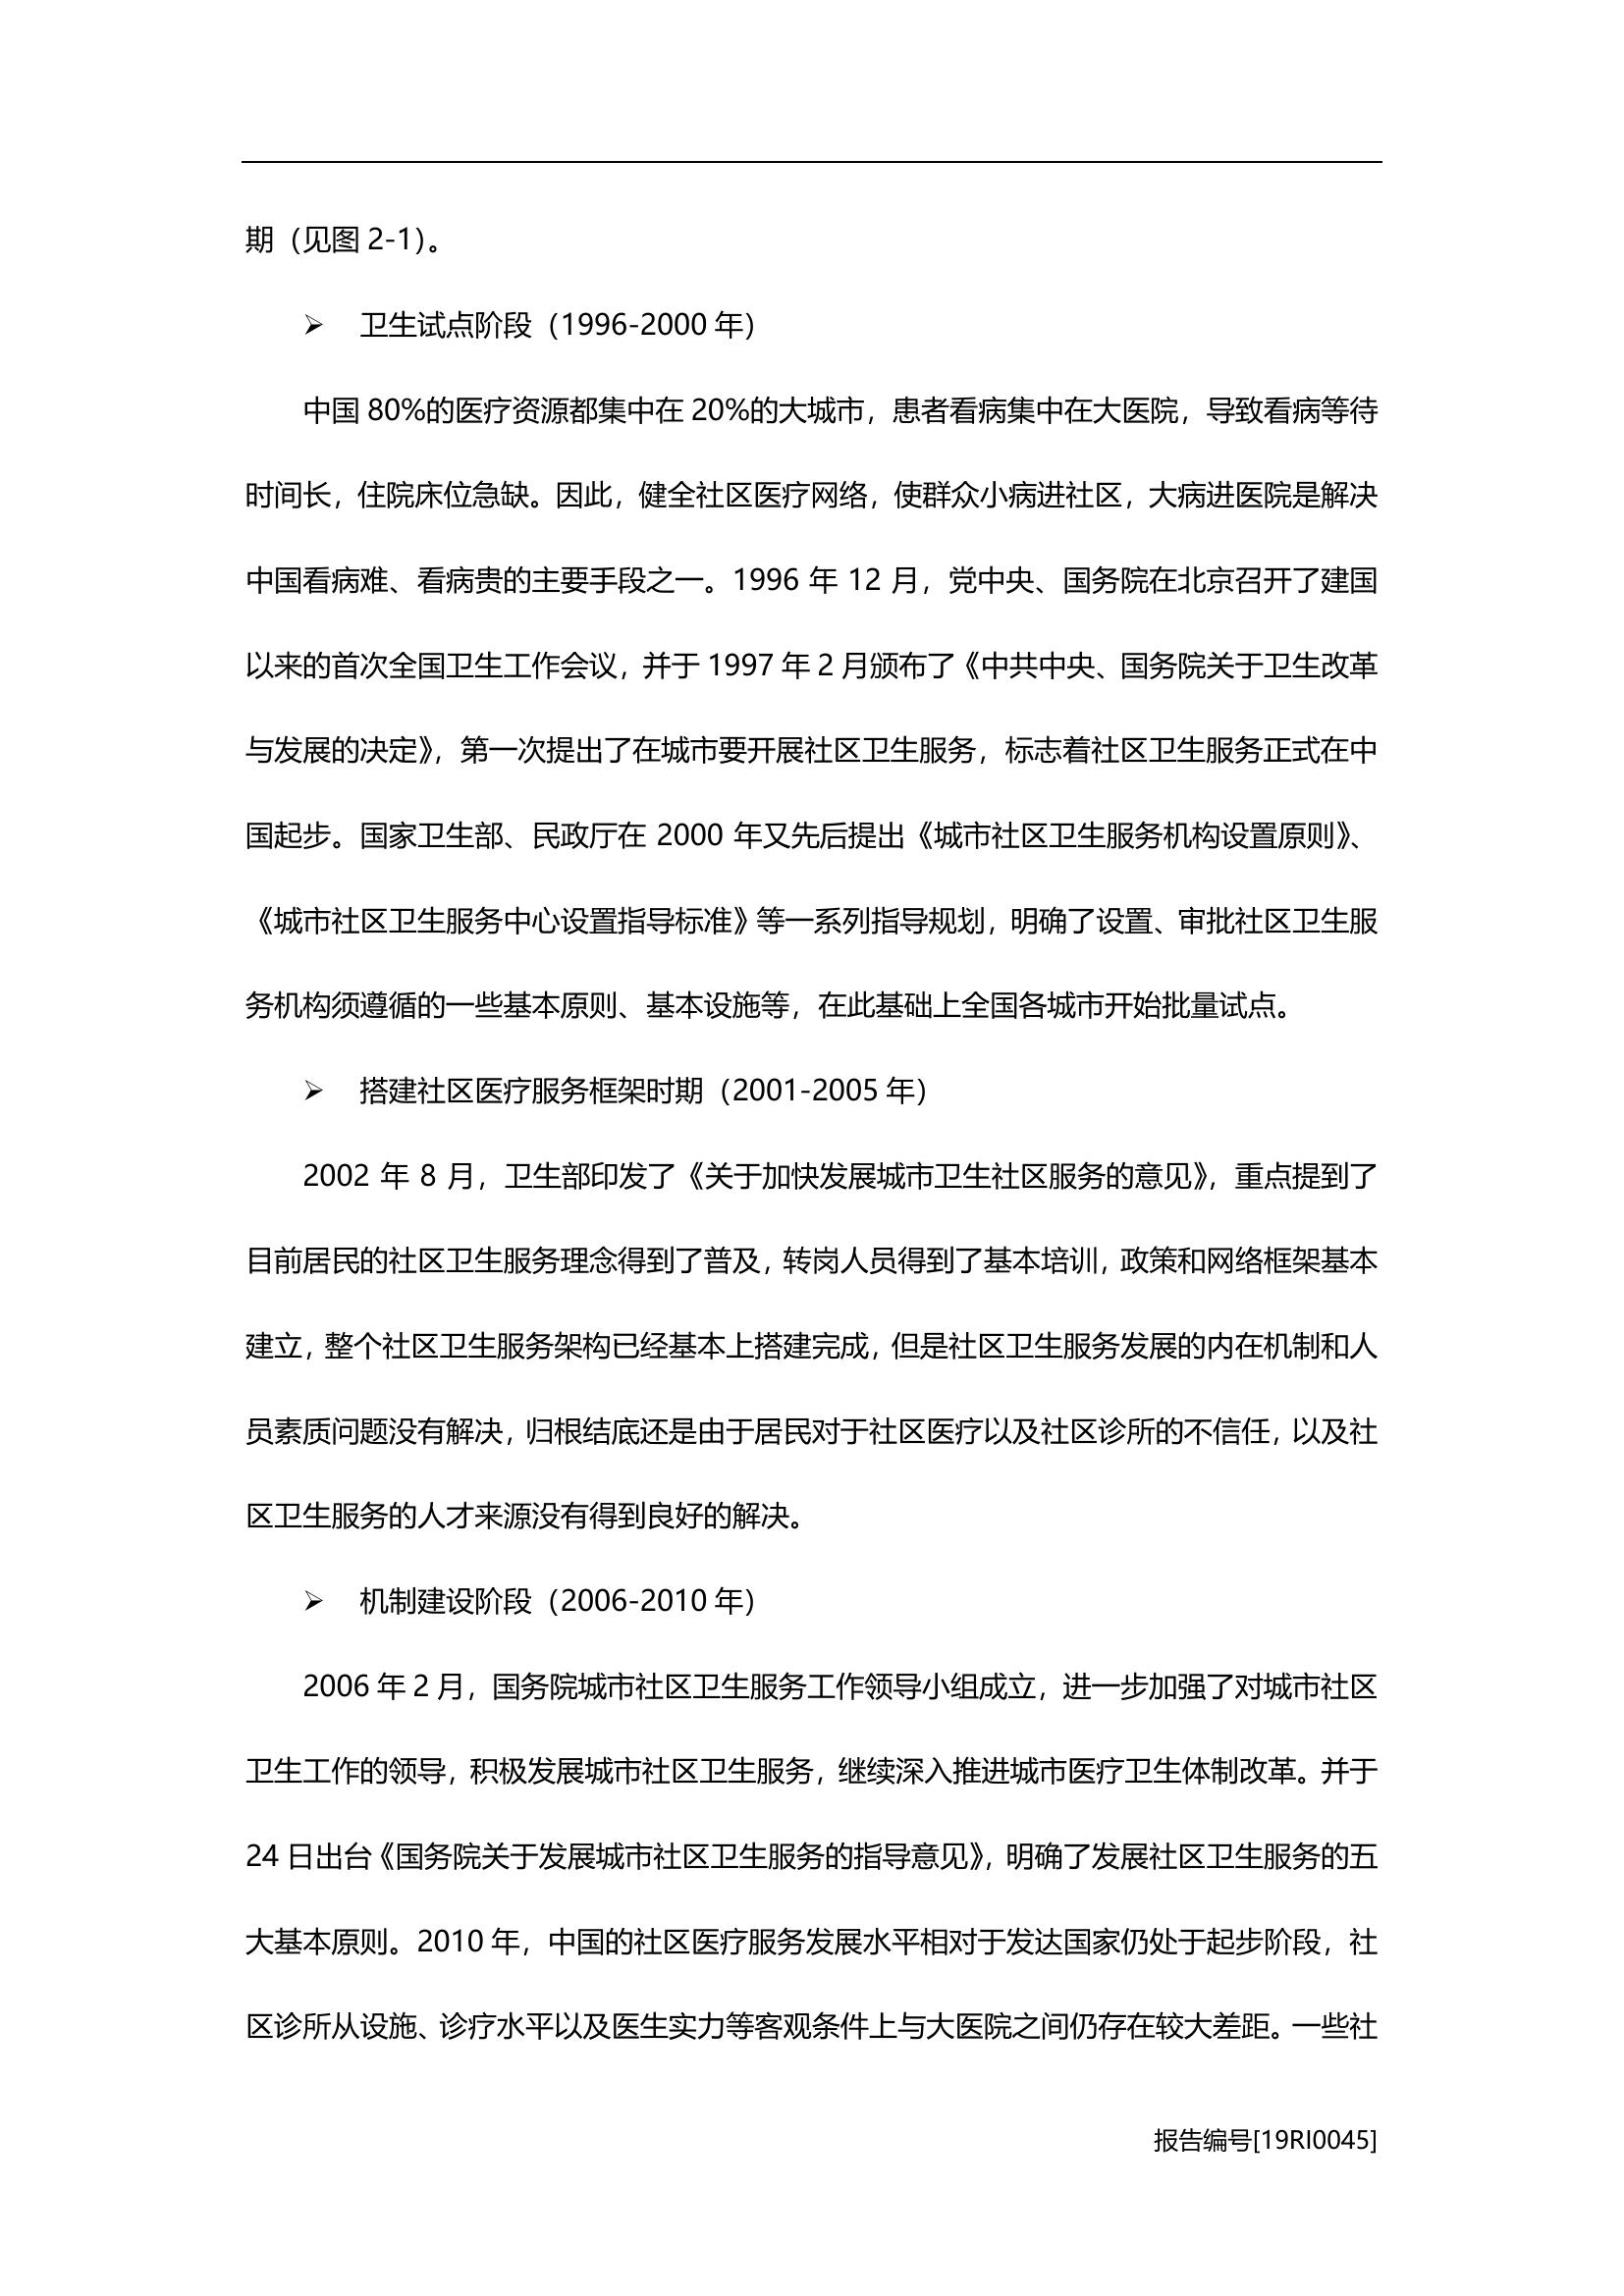 期（见图 2-1）。
➢ 卫生试点阶段（1996-2000 年）
中国 80%的医疗资源都集中在 20%的大城市，患者看病集中在大医院，导致看病等待
时间长，住院床位急缺。因此，健全社区医疗网络，使群众小病进社区，大病进医院是解决
中国看病难、看病贵的主要手段之一。1996 年 12 月，党中央、国务院在北京召开了建国
以来的首次全国卫生工作会议，并于 1997 年 2 月颁布了《中共中央、国务院关于卫生改革
与发展的决定》，第一次提出了在城市要开展社区卫生服务，标志着社区卫生服务正式在中
国起步。国家卫生部、民政厅在 2000 年又先后提出《城市社区卫生服务机构设置原则》、
《城市社区卫生服务中心设置指导标准》等一系列指导规划，明确了设置、审批社区卫生服
务机构须遵循的一些基本原则、基本设施等，在此基础上全国各城市开始批量试点。
➢ 搭建社区医疗服务框架时期（2001-2005 年）
2002 年 8 月，卫生部印发了《关于加快发展城市卫生社区服务的意见》，重点提到了
目前居民的社区卫生服务理念得到了普及，转岗人员得到了基本培训，政策和网络框架基本
建立，整个社区卫生服务架构已经基本上搭建完成，但是社区卫生服务发展的内在机制和人
员素质问题没有解决，归根结底还是由于居民对于社区医疗以及社区诊所的不信任，以及社
区卫生服务的人才来源没有得到良好的解决。
➢ 机制建设阶段（2006-2010 年）
2006 年 2 月，国务院城市社区卫生服务工作领导小组成立，进一步加强了对城市社区
卫生工作的领导，积极发展城市社区卫生服务，继续深入推进城市医疗卫生体制改革。并于
24 日出台《国务院关于发展城市社区卫生服务的指导意见》，明确了发展社区卫生服务的五
大基本原则。2010 年，中国的社区医疗服务发展水平相对于发达国家仍处于起步阶段，社
区诊所从设施、诊疗水平以及医生实力等客观条件上与大医院之间仍存在较大差距。一些社
报告编号[19RI0045]